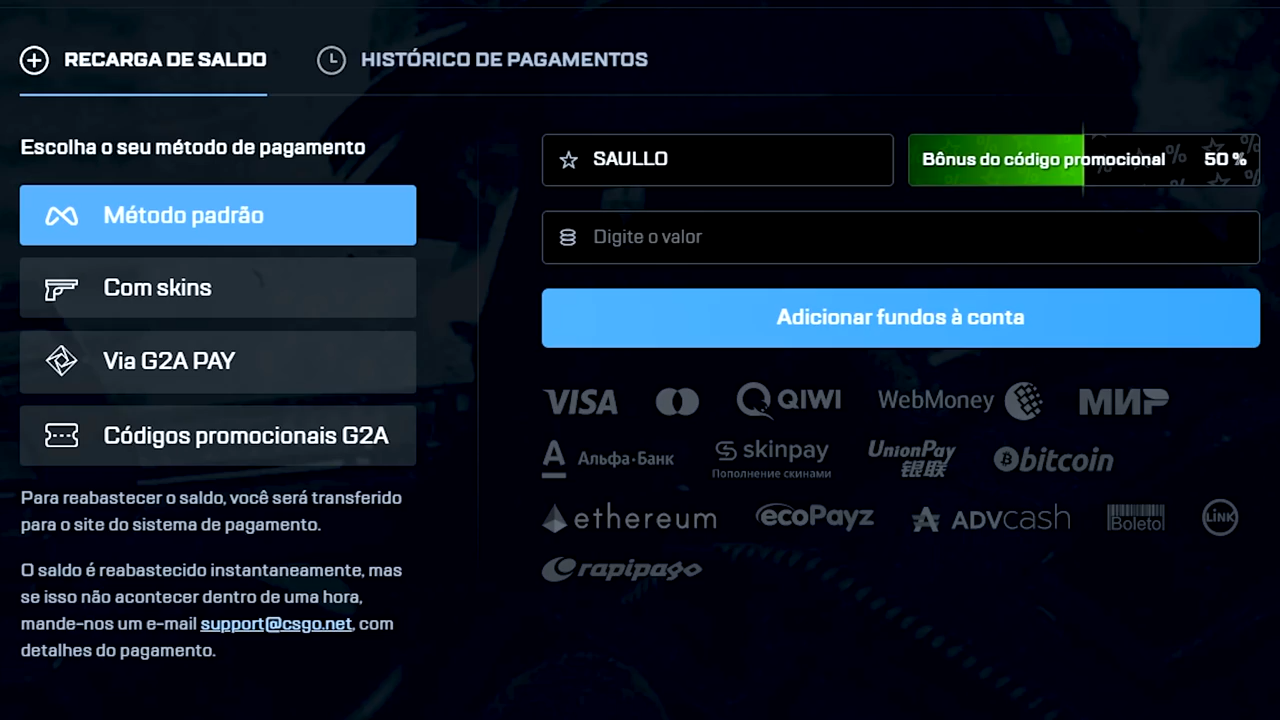 RECARGA DE SALDO
HISTÓRICO DE PAGAMENTOS
Escolha o seu método de pagamento
Método padrão
Com skins
Via G2A PAY
Códigos promocionais G2A
Para reabastecer o saldo, você será transferido
para o site do sistema de pagamento.
O saldo é reabastecido instantaneamente, mas
se isso não acontecer dentro de uma hora,
mande-nos um e-mail support@csgo.net, com
detalhes do pagamento.
SAULLO
Bônus do código promocional 50 %
Digite o valor
Adicionar fundos à conta
VISA QIWI WebMoney МИР
А Альфа·Банк skinpay UnionPay bitcoin
Пополнение скинами 银联
ethereum ecoPayz ADVcash Boleto LiNK
rapipago